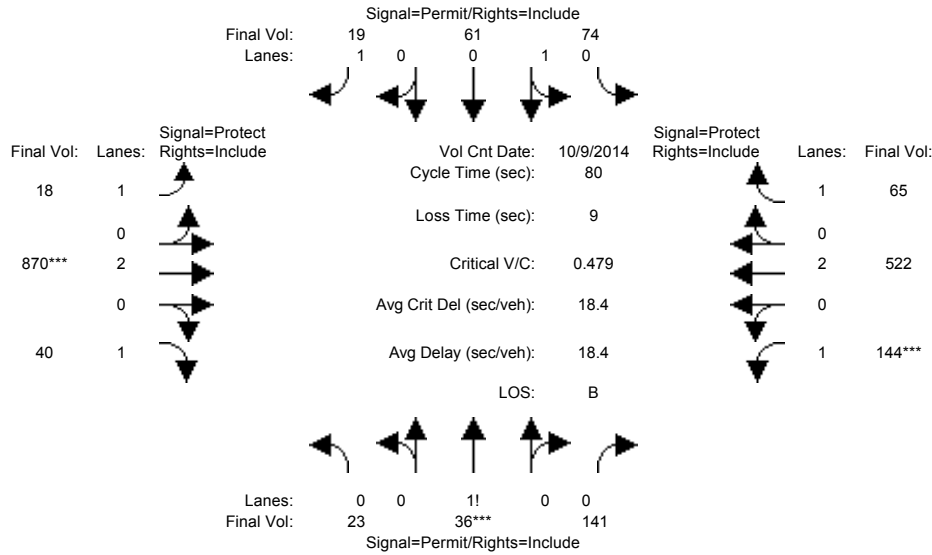 Signal=Permit/Rights=Include
Final Vol: 19 61 74
Lanes: 1 0 0 1 0
Signal=Protect Signal=Protect
Final Vol: Lanes: Rights=Include Vol Cnt Date: 10/9/2014 Rights=Include Lanes: Final Vol:
Cycle Time (sec): 80
18 1 1 65
Loss Time (sec): 9
0 0
870*** 2 Critical V/C: 0.479 2 522
0 Avg Crit Del (sec/veh): 18.4 0
40 1 Avg Delay (sec/veh): 18.4 1 144***
LOS: B
Lanes: 0 0 1! 0 0
Final Vol: 23 36*** 141
Signal=Permit/Rights=Include